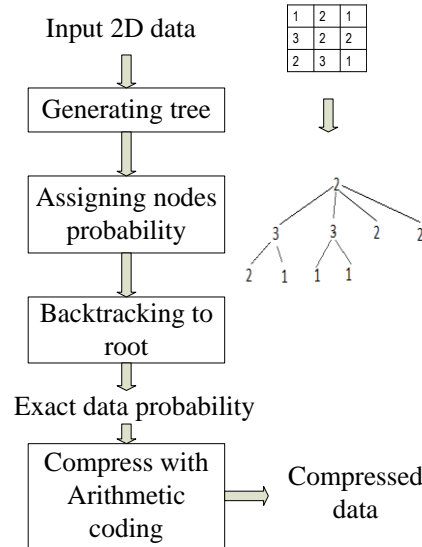 Input 2D data
1 2 1
3 2 2
2 3 1
Generating tree
Assigning nodes
probability
2
3 3 2 2
2 1 1 1
Backtracking to
root
Exact data probability
Compress with
Arithmetic
coding
Compressed
data